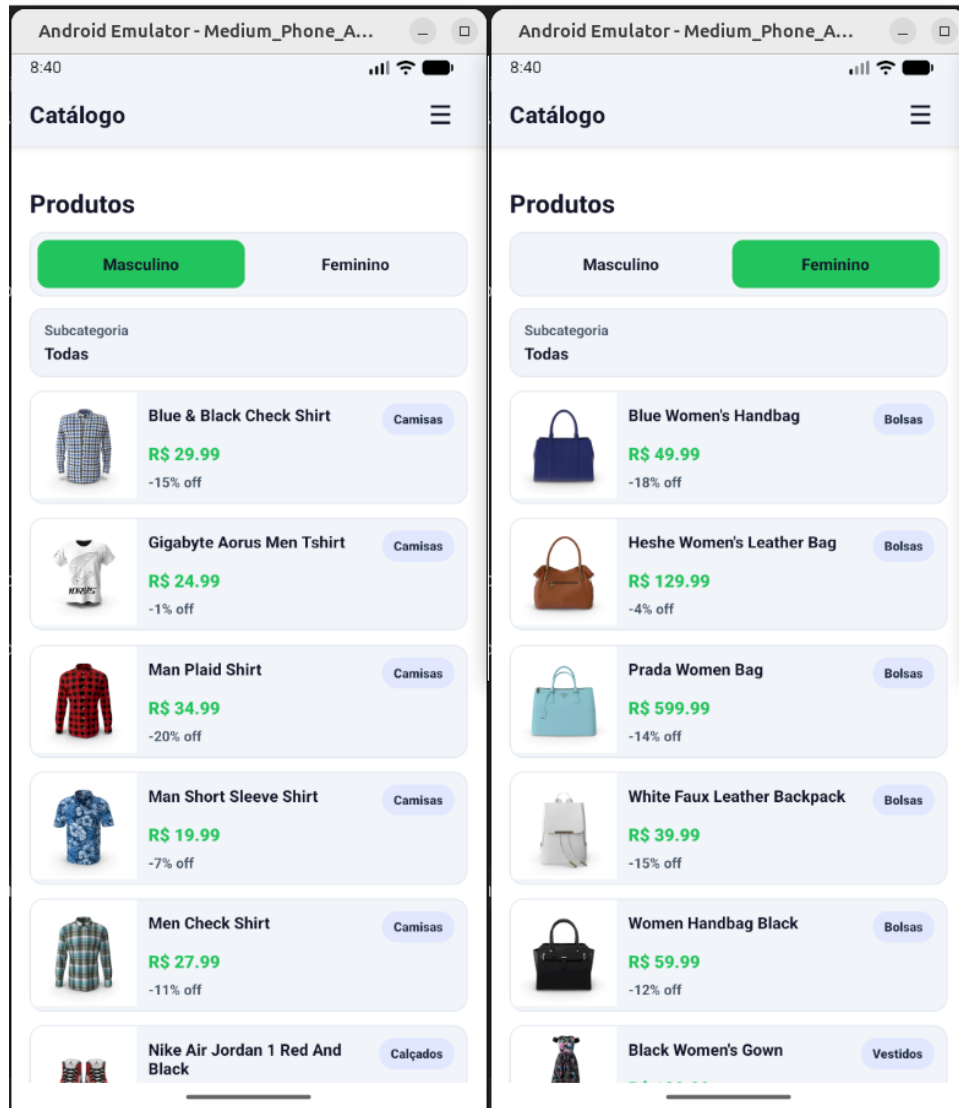 Android Emulator - Medium_Phone_A...
8:40
Catálogo
Produtos
Masculino
Feminino
Subcategoria
Todas
Blue & Black Check Shirt
Camisas
R$ 29.99
-15% off
Gigabyte Aorus Men Tshirt
Camisas
R$ 24.99
-1% off
Man Plaid Shirt
Camisas
R$ 34.99
-20% off
Man Short Sleeve Shirt
Camisas
R$ 19.99
-7% off
Men Check Shirt
Camisas
R$ 27.99
-11% off
Nike Air Jordan 1 Red And
Black
Calçados
Android Emulator - Medium_Phone_A...
8:40
Catálogo
Produtos
Masculino
Feminino
Subcategoria
Todas
Blue Women's Handbag
Bolsas
R$ 49.99
-18% off
Heshe Women's Leather Bag
Bolsas
R$ 129.99
-4% off
Prada Women Bag
Bolsas
R$ 599.99
-14% off
White Faux Leather Backpack
Bolsas
R$ 39.99
-15% off
Women Handbag Black
Bolsas
R$ 59.99
-12% off
Black Women's Gown
Vestidos